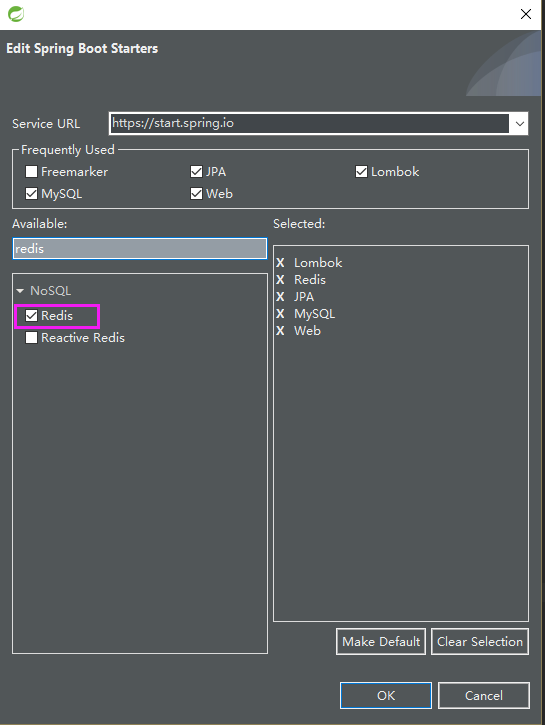 Edit Spring Boot Starters
Service URL https://start.spring.io
Frequently Used
Freemarker JPA Lombok
MySQL Web
Available: Selected:
redis
NoSQL
Redis
Reactive Redis
X Lombok
X Redis
X JPA
X MySQL
X Web
Make Default Clear Selection
OK Cancel